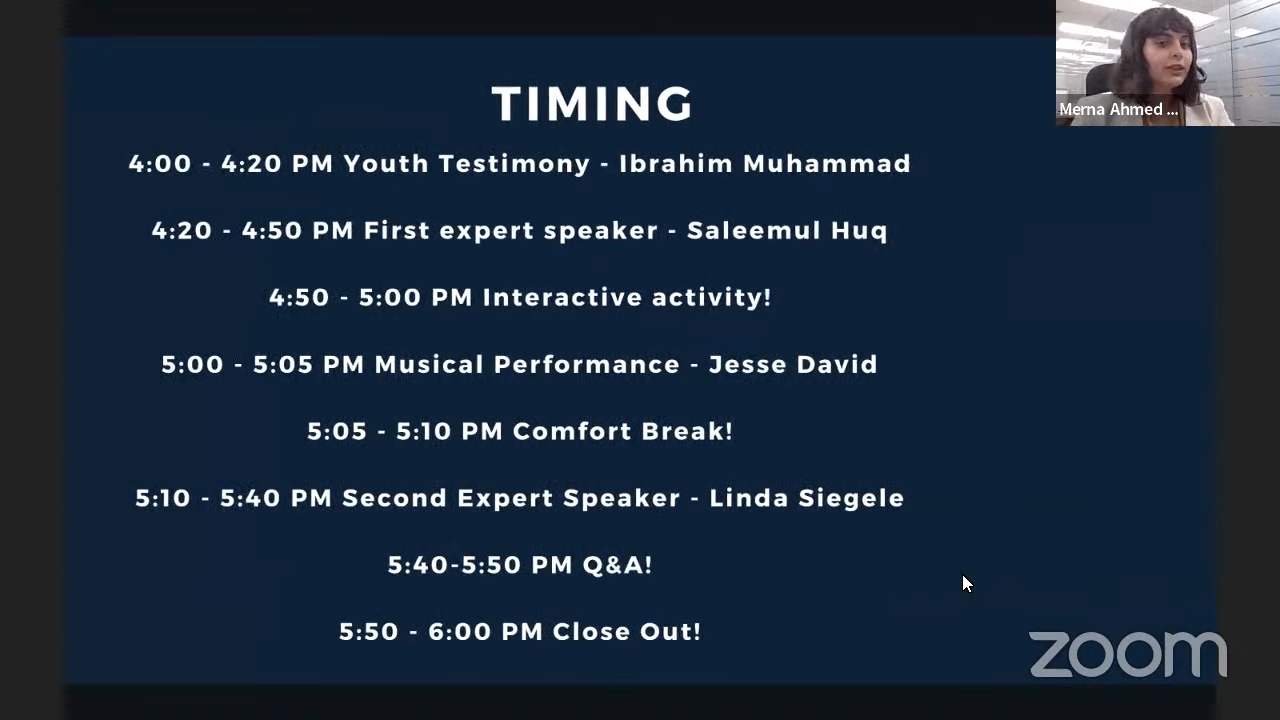 TIMING
Merna Ahmed ...
4:00 - 4:20 PM Youth Testimony - Ibrahim Muhammad
4:20 - 4:50 PM First expert speaker - Saleemul Huq
4:50 - 5:00 PM Interactive activity!
5:00 - 5:05 PM Musical Performance - Jesse David
5:05 - 5:10 PM Comfort Break!
5:10 - 5:40 PM Second Expert Speaker - Linda Siegele
5:40-5:50 PM Q&A!
5:50 - 6:00 PM Close Out!
zoom